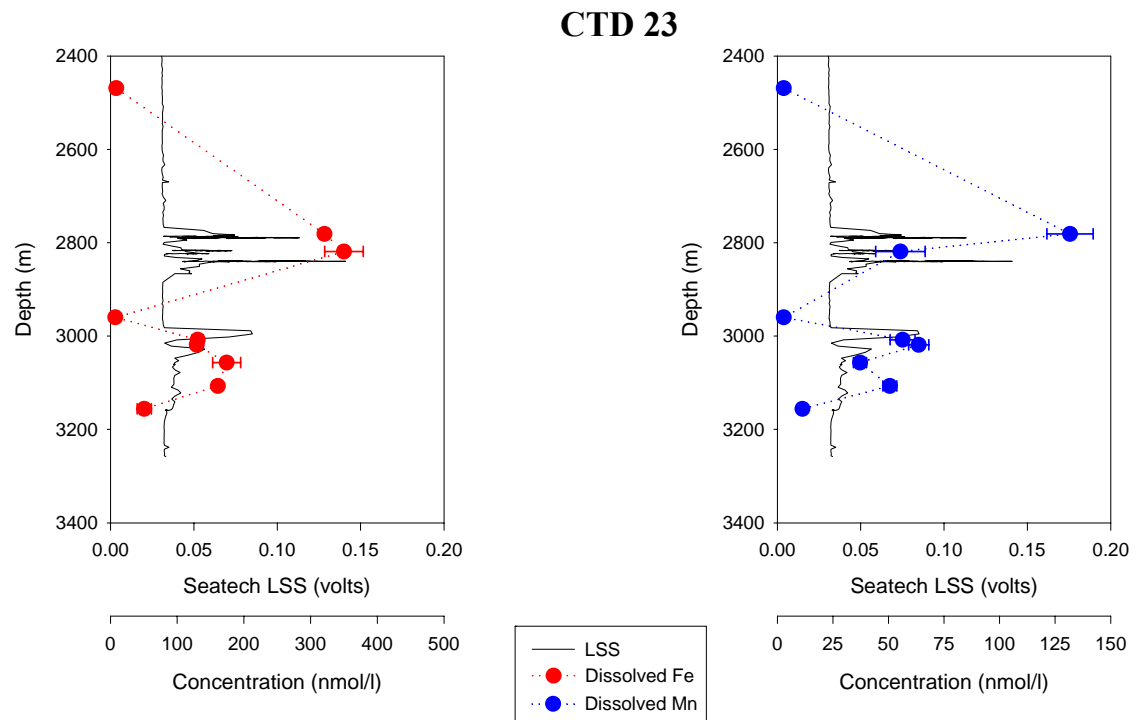 CTD 23
2400
2600
2800
3000
3200
3400
Depth (m)
0.00 0.05 0.10 0.15 0.20
Seatech LSS (volts)
0 100 200 300 400 500
Concentration (nmol/l)
2400
2600
2800
3000
3200
3400
Depth (m)
0.00 0.05 0.10 0.15 0.20
Seatech LSS (volts)
0 25 50 75 100 125 150
Concentration (nmol/l)
LSS
Dissolved Fe
Dissolved Mn